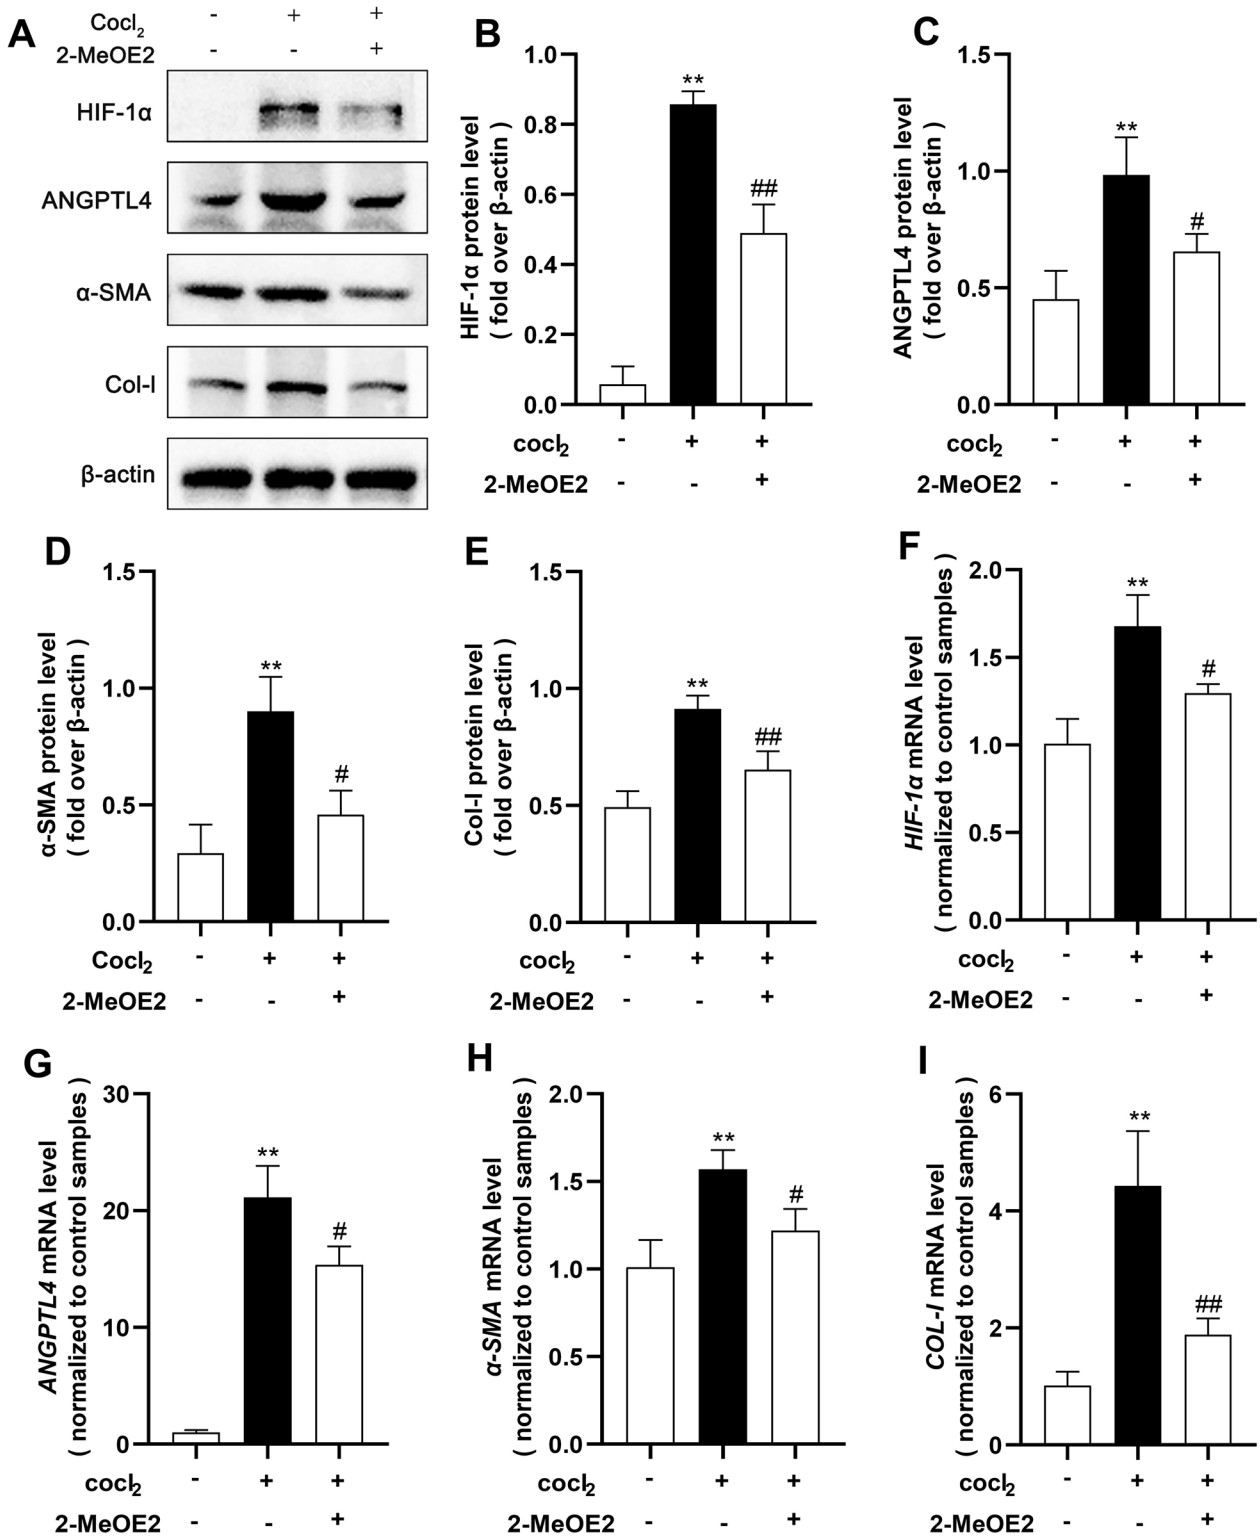 A
Cocl2 - + +
2-MeOE2 - - +
HIF-1α
ANGPTL4
α-SMA
Col-I
β-actin
B
HIF-1α protein level
( fold over β-actin )
1.0
0.8
0.6
0.4
0.2
0.0
**
##
cocl2 - + +
2-MeOE2 - - +
C
ANGPTL4 protein level
( fold over β-actin )
1.5
1.0
0.5
0.0
**
#
cocl2 - + +
2-MeOE2 - - +
D
α-SMA protein level
( fold over β-actin )
1.5
1.0
0.5
0.0
**
#
Cocl2 - + +
2-MeOE2 - - +
E
Col-I protein level
( fold over β-actin )
1.5
1.0
0.5
0.0
**
##
cocl2 - + +
2-MeOE2 - - +
F
HIF-1α mRNA level
( normalized to control samples )
2.0
1.5
1.0
0.5
0.0
**
#
cocl2 - + +
2-MeOE2 - - +
G
ANGPTL4 mRNA level
( normalized to control samples )
30
20
10
0
**
#
cocl2 - + +
2-MeOE2 - - +
H
α-SMA mRNA level
( normalized to control samples )
2.0
1.5
1.0
0.5
0.0
**
#
cocl2 - + +
2-MeOE2 - - +
I
COL-I mRNA level
( normalized to control samples )
6
4
2
0
**
##
cocl2 - + +
2-MeOE2 - - +